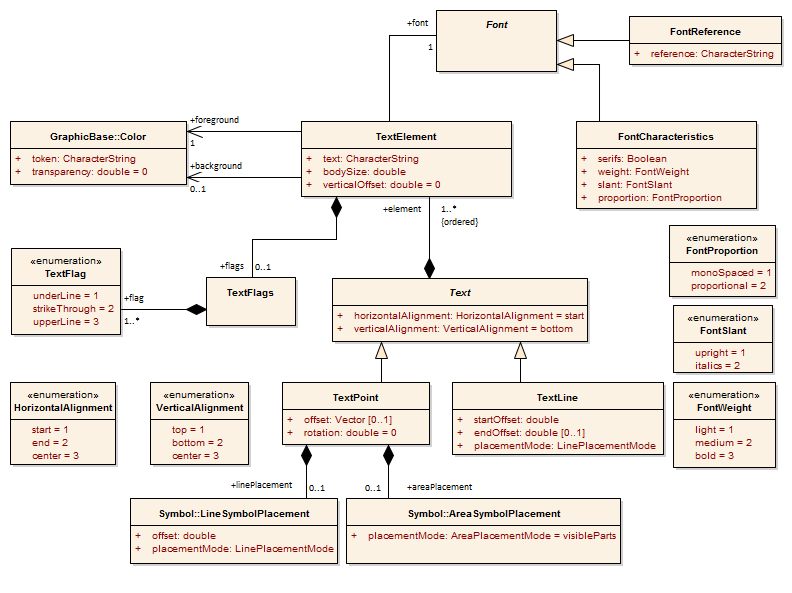 +font
1
Font
FontReference
+ reference: CharacterString
GraphicBase::Color
+ token: CharacterString
+ transparency: double = 0
+foreground
1
+background
0..1
TextElement
+ text: CharacterString
+ bodySize: double
+ verticalOffset: double = 0
FontCharacteristics
+ serifs: Boolean
+ weight: FontWeight
+ slant: FontSlant
+ proportion: FontProportion
+element
1..*
{ordered}
+flags
0..1
«enumeration»
TextFlag
underLine = 1
strikeThrough = 2
upperLine = 3
+flag
1..*
TextFlags
Text
+ horizontalAlignment: HorizontalAlignment = start
+ verticalAlignment: VerticalAlignment = bottom
«enumeration»
FontProportion
monoSpaced = 1
proportional = 2
«enumeration»
FontSlant
upright = 1
italics = 2
«enumeration»
HorizontalAlignment
start = 1
end = 2
center = 3
«enumeration»
VerticalAlignment
top = 1
bottom = 2
center = 3
TextPoint
+ offset: Vector [0..1]
+ rotation: double = 0
TextLine
+ startOffset: double
+ endOffset: double [0..1]
+ placementMode: LinePlacementMode
«enumeration»
FontWeight
light = 1
medium = 2
bold = 3
+linePlacement
0..1
0..1
+areaPlacement
Symbol::LineSymbolPlacement
+ offset: double
+ placementMode: LinePlacementMode
Symbol::AreaSymbolPlacement
+ placementMode: AreaPlacementMode = visibleParts